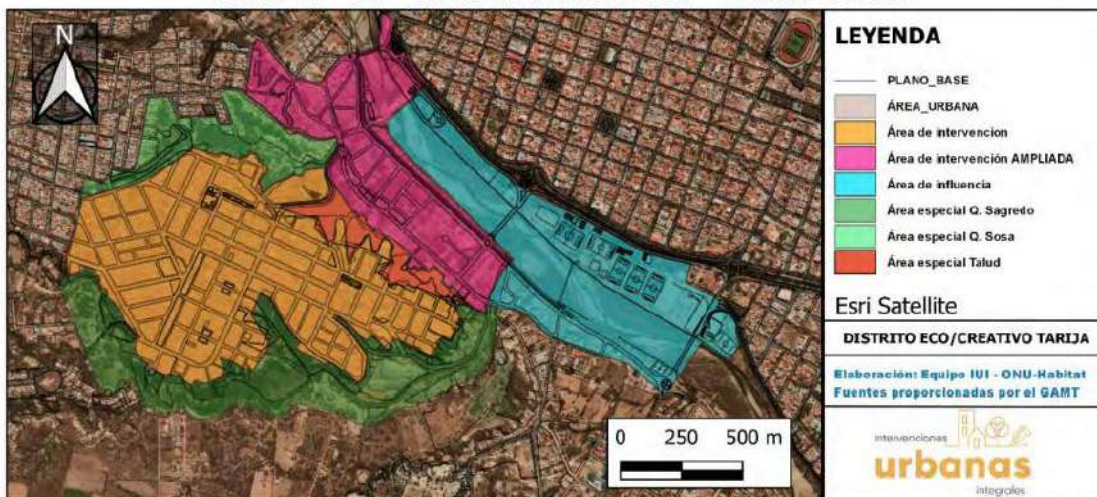 N
LEYENDA
PLANO_BASE
ÁREA_URBANA
Área de intervencion
Área de intervención AMPLIADA
Área de influencia
Área especial Q. Sagredo
Área especial Q. Sosa
Área especial Talud
Esri Satellite
DISTRITO ECO/CREATIVO TARIJA
Elaboración: Equipo IUI - ONU-Habitat
Fuentes proporcionadas por el GAMT
0 250 500 m
intervenciones
urbanas
integrales